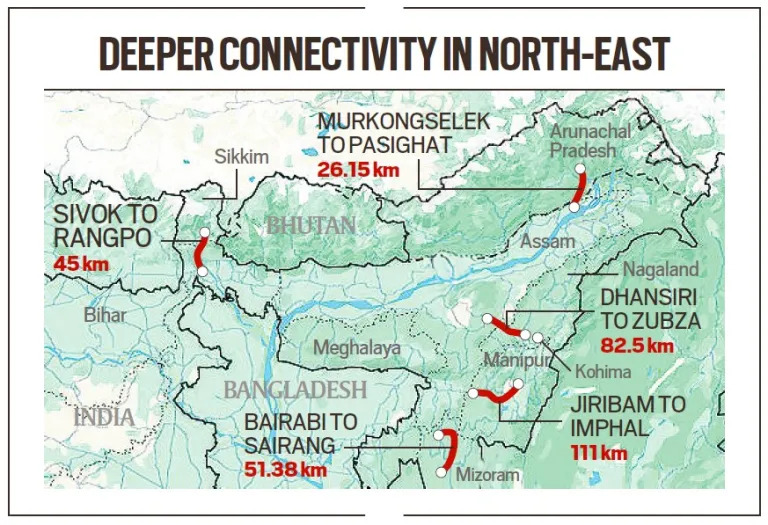 DEEPER CONNECTIVITY IN NORTH-EAST
MURKONGSELEK
TO PASIGHAT
26.15 km
Arunachal
Pradesh
Sikkim
SIVOK TO
RANGPO
45 km
BHUTAN
Assam
Nagaland
DHANSIRI
TO ZUBZA
82.5 km
Bihar
Meghalaya
Manipur
Kohima
BANGLADESH
INDIA
BAIRABI TO
SAIRANG
51.38 km
JIRIBAM TO
IMPHAL
111 km
Mizoram